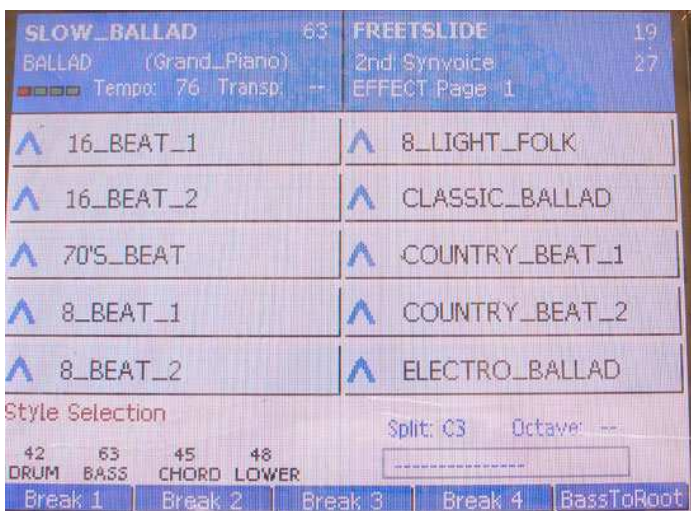 SLOW_BALLAD 63
BALLAD (Grand_Piano)
Tempo: 76 Transp: --
FREETSLIDE 19
2nd: Synvoice 27
EFFECT Page 1
16_BEAT_1
16_BEAT_2
70'S_BEAT
8_BEAT_1
8_BEAT_2
8_LIGHT_FOLK
CLASSIC_BALLAD
COUNTRY_BEAT_1
COUNTRY_BEAT_2
ELECTRO_BALLAD
Style Selection
42 63 45 48
DRUM BASS CHORD LOWER
Split: C3 Octave: --
---------------
Break 1 Break 2 Break 3 Break 4 BassToRoot